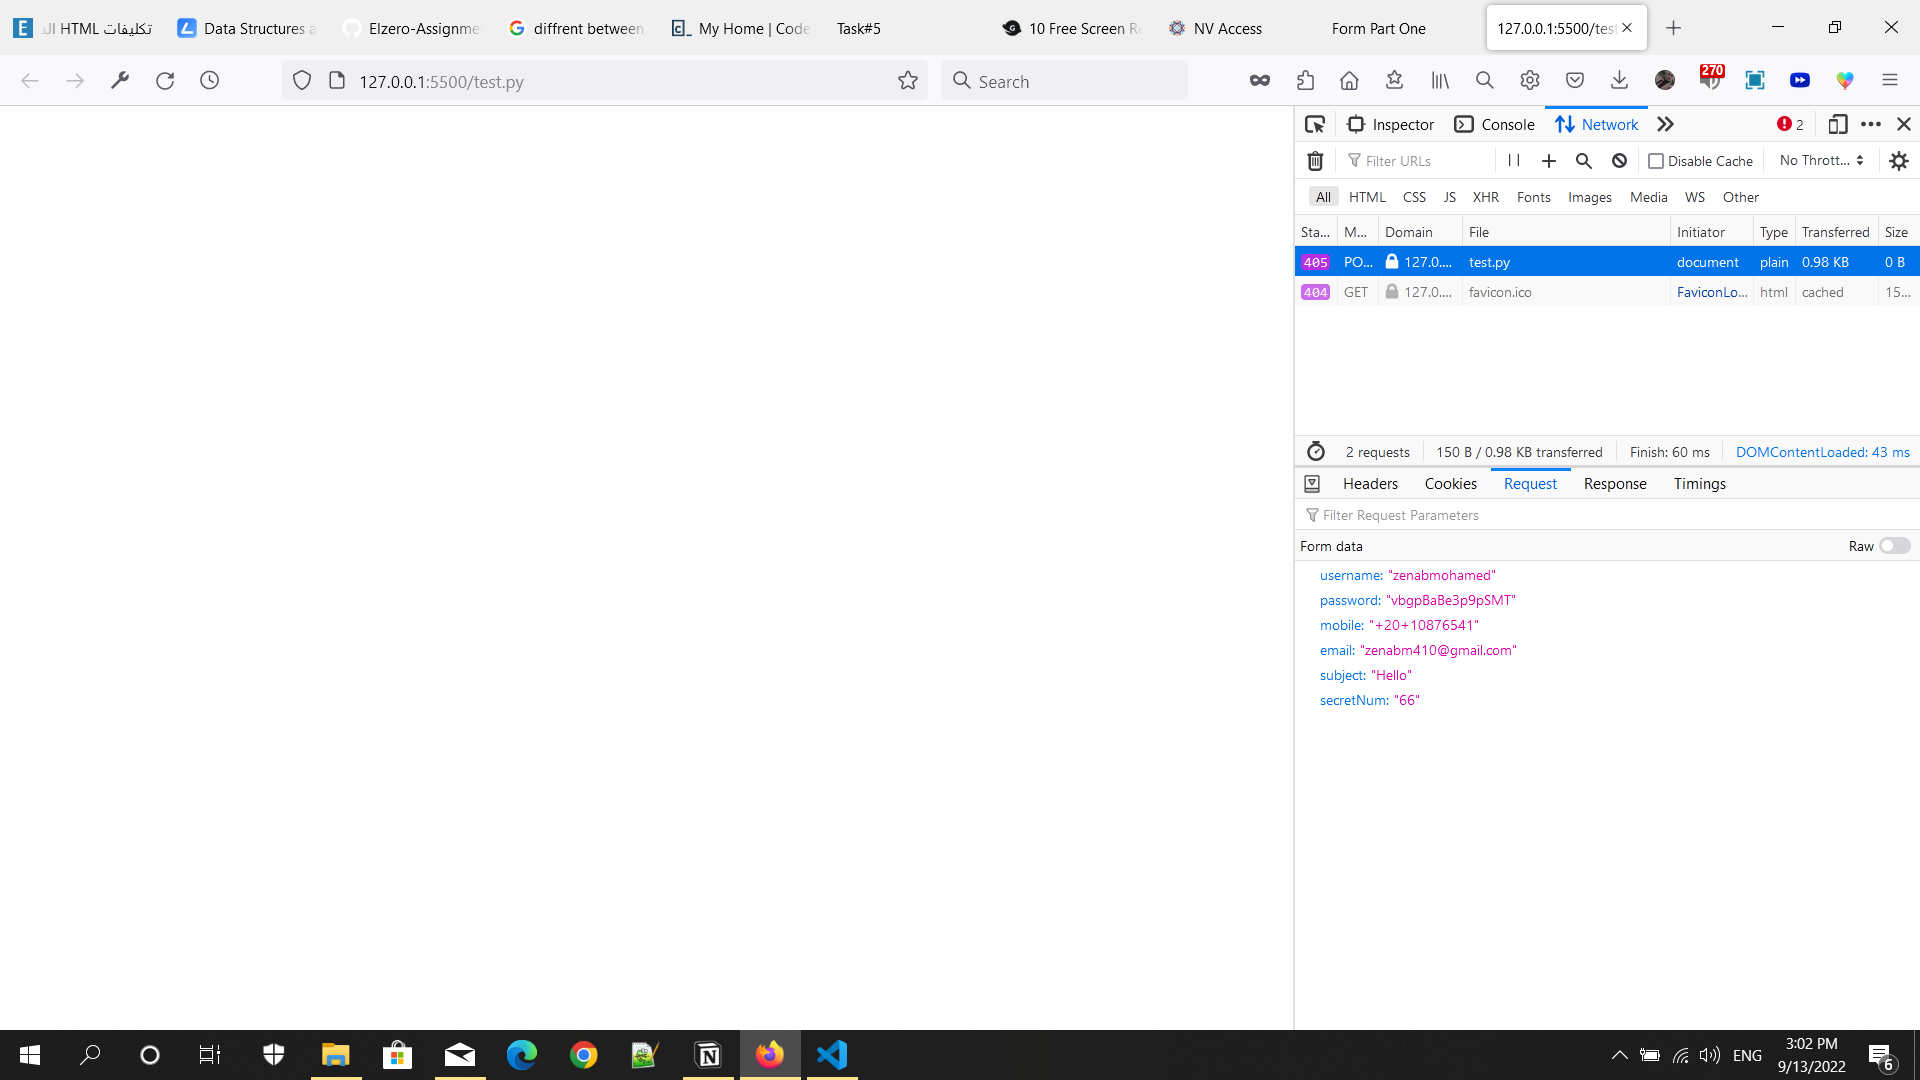 تكليفات HTML الد
Data Structures a
Elzero-Assignme
diffrent between
My Home | Code
Task#5
10 Free Screen Re
NV Access
Form Part One
127.0.0.1:5500/test
127.0.0.1:5500/test.py
Search
270
Inspector
Console
Network
2
Filter URLs
Disable Cache
No Thrott...
All HTML CSS JS XHR Fonts Images Media WS Other
Sta... M... Domain File Initiator Type Transferred Size
405 PO... 127.0.... test.py document plain 0.98 KB 0 B
404 GET 127.0.... favicon.ico FaviconLo... html cached 15...
2 requests 150 B / 0.98 KB transferred Finish: 60 ms DOMContentLoaded: 43 ms
Headers Cookies Request Response Timings
Filter Request Parameters
Form data Raw
username: "zenabmohamed"
password: "vbgpBaBe3p9pSMT"
mobile: "+20+10876541"
email: "zenabm410@gmail.com"
subject: "Hello"
secretNum: "66"
ENG
3:02 PM
9/13/2022
6